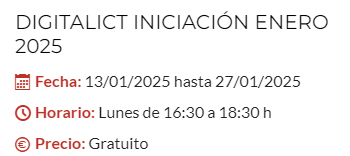 DIGITALICT INICIACIÓN ENERO
2025
Fecha: 13/01/2025 hasta 27/01/2025
Horario: Lunes de 16:30 a 18:30 h
Precio: Gratuito